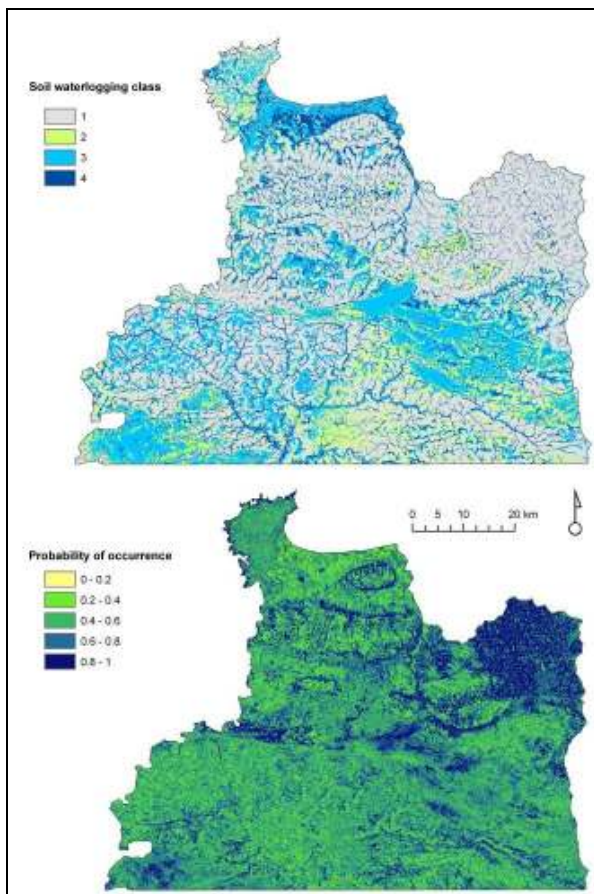 Soil waterlogging class
1
2
3
4
0 5 10 20 km
Probability of occurrence
0 - 0.2
0.2 - 0.4
0.4 - 0.6
0.6 - 0.8
0.8 - 1